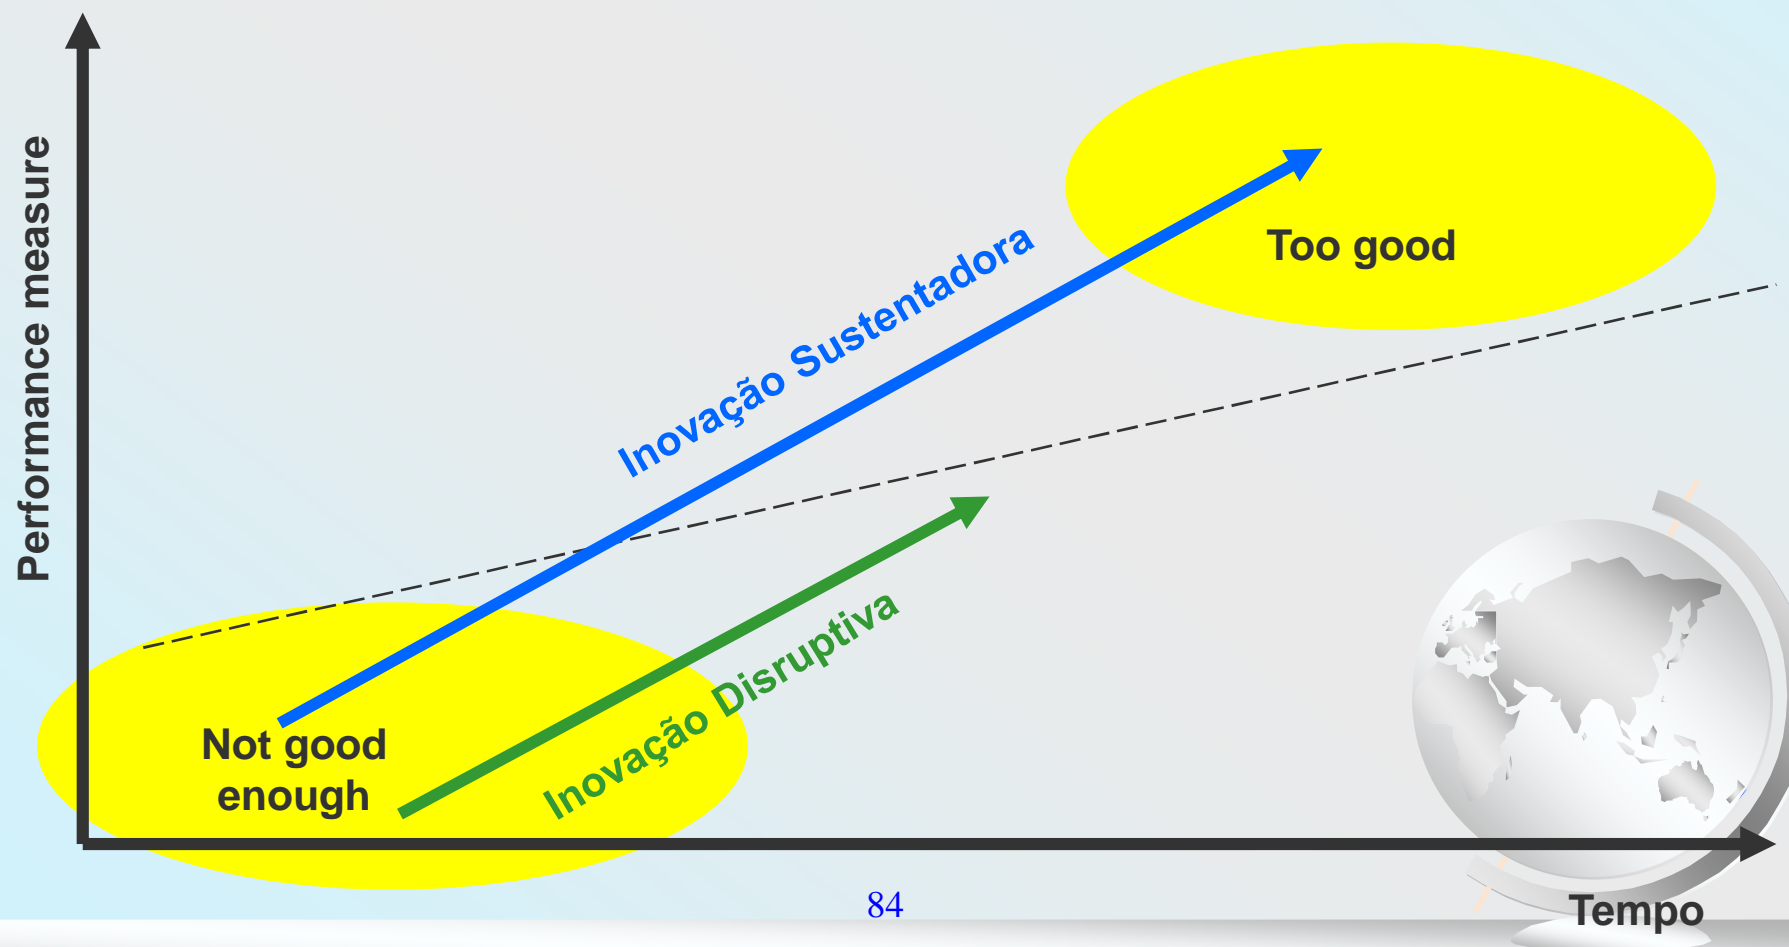 Performance measure
Too good
Inovação Sustentadora
Inovação Disruptiva
Not good
enough
84
Tempo